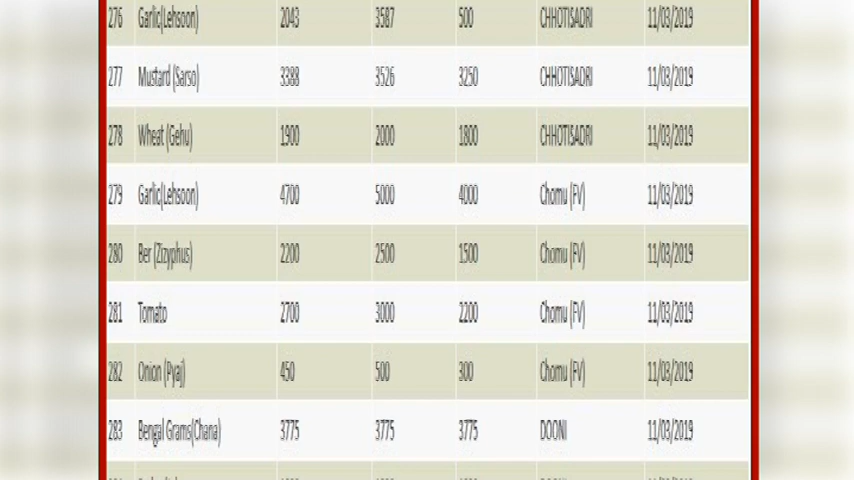 276 Garlic(Lehsoon) 2043 3587 500 CHHOTISADRI 11/03/2019
277 Mustard (Sarso) 3388 3526 3250 CHHOTISADRI 11/03/2019
278 Wheat (Gehu) 1900 2000 1800 CHHOTISADRI 11/03/2019
279 Garlic(Lehsoon) 4700 5000 4000 Chomu (FV) 11/03/2019
280 Ber (Zizyphus) 2200 2500 1500 Chomu (FV) 11/03/2019
281 Tomato 2700 3000 2200 Chomu (FV) 11/03/2019
282 Onion (Pyaj) 450 500 300 Chomu (FV) 11/03/2019
283 Bengal Grams(Chana) 3775 3775 3775 DOONI 11/03/2019